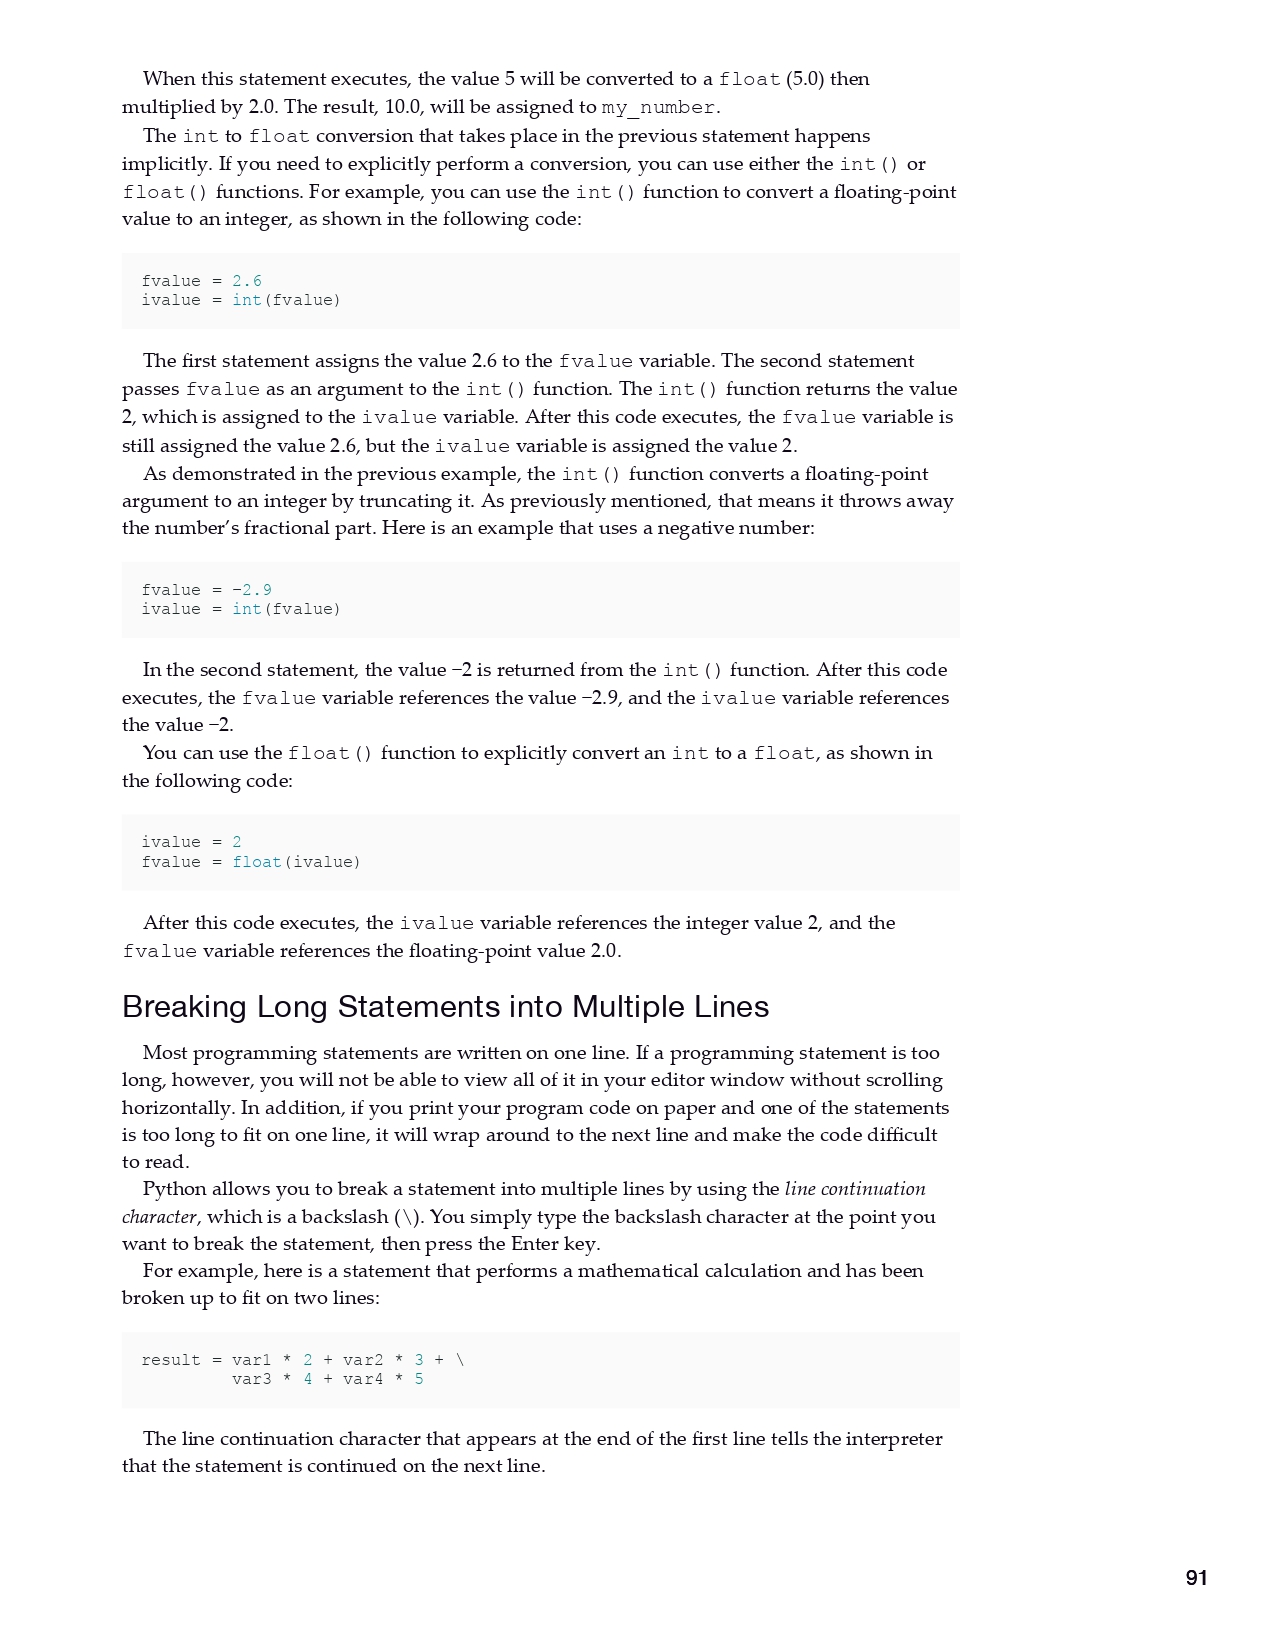 When this statement executes, the value 5 will be converted to a float (5.0) then
multiplied by 2.0. The result, 10.0, will be assigned to my_number.
The int to float conversion that takes place in the previous statement happens
implicitly. If you need to explicitly perform a conversion, you can use either the int() or
float() functions. For example, you can use the int() function to convert a floating-point
value to an integer, as shown in the following code:
fvalue = 2.6
ivalue = int(fvalue)
The first statement assigns the value 2.6 to the fvalue variable. The second statement
passes fvalue as an argument to the int() function. The int() function returns the value
2, which is assigned to the ivalue variable. After this code executes, the fvalue variable is
still assigned the value 2.6, but the ivalue variable is assigned the value 2.
As demonstrated in the previous example, the int() function converts a floating-point
argument to an integer by truncating it. As previously mentioned, that means it throws away
the number’s fractional part. Here is an example that uses a negative number:
fvalue = −2.9
ivalue = int(fvalue)
In the second statement, the value −2 is returned from the int() function. After this code
executes, the fvalue variable references the value −2.9, and the ivalue variable references
the value −2.
You can use the float() function to explicitly convert an int to a float, as shown in
the following code:
ivalue = 2
fvalue = float(ivalue)
After this code executes, the ivalue variable references the integer value 2, and the
fvalue variable references the floating-point value 2.0.
Breaking Long Statements into Multiple Lines
Most programming statements are written on one line. If a programming statement is too
long, however, you will not be able to view all of it in your editor window without scrolling
horizontally. In addition, if you print your program code on paper and one of the statements
is too long to fit on one line, it will wrap around to the next line and make the code difficult
to read.
Python allows you to break a statement into multiple lines by using the line continuation
character, which is a backslash (\). You simply type the backslash character at the point you
want to break the statement, then press the Enter key.
For example, here is a statement that performs a mathematical calculation and has been
broken up to fit on two lines:
result = var1 * 2 + var2 * 3 + \
var3 * 4 + var4 * 5
The line continuation character that appears at the end of the first line tells the interpreter
that the statement is continued on the next line.
91